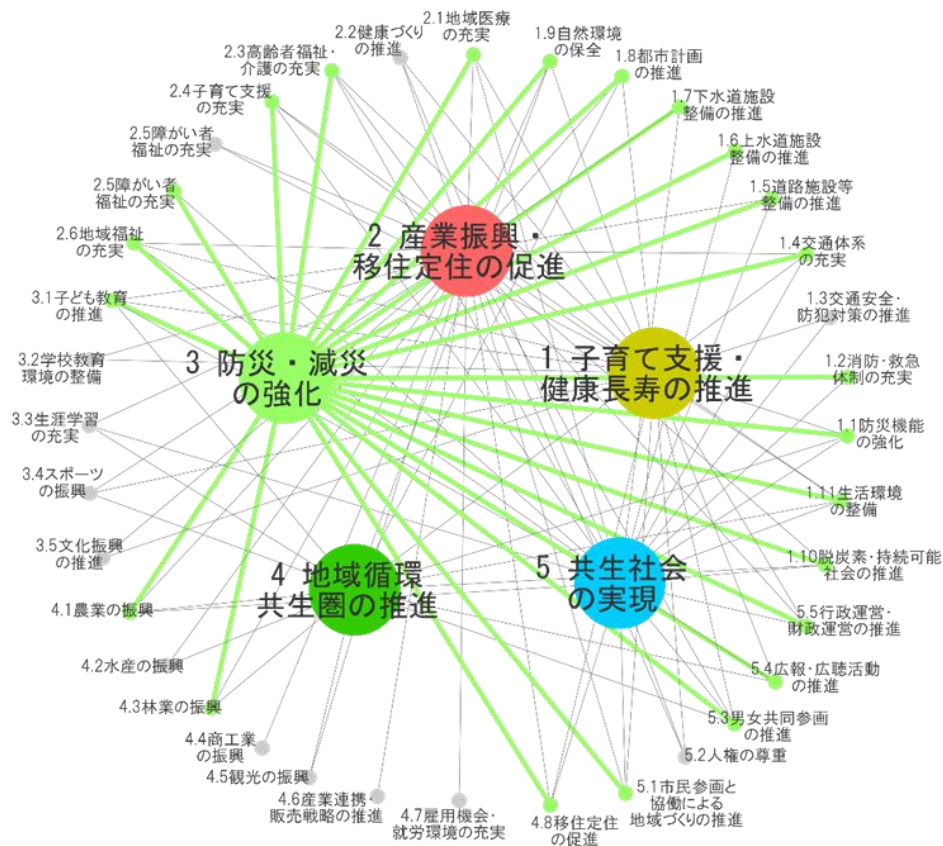 2.1地域医療
の充実
1.9自然環境
の保全
1.8都市計画
の推進
1.7下水道施設
整備の推進
1.6上水道施設
整備の推進
1.5道路施設等
整備の推進
1.4交通体系
の充実
1.3交通安全・
防犯対策の推進
1.2消防・救急
体制の充実
1.1防災機能
の強化
1.11生活環境
の整備
1.10脱炭素・持続可能
社会の推進
5.5行政運営・
財政運営の推進
5.4広報・広聴活動
の推進
5.3男女共同参画
の推進
5.2人権の尊重
5.1市民参画と
協働による
地域づくりの推進
4.8移住定住
の促進
4.7雇用機会・
就労環境の充実
4.6産業連携・
販売戦略の推進
4.5観光の振興
4.4商工業
の振興
4.3林業の振興
4.2水産の振興
4.1農業の振興
3.5文化振興
の推進
3.4スポーツ
の振興
3.3生涯学習
の充実
3.2学校教育
環境の整備
3.1子ども教育
の推進
2.6地域福祉
の充実
2.5障がい者
福祉の充実
2.5障がい者
福祉の充実
2.4子育て支援
の充実
2.3高齢者福祉・
介護の充実
2.2健康づくり
の推進
2 産業振興・
移住定住の促進
1 子育て支援・
健康長寿の推進
3 防災・減災
の強化
4 地域循環
共生圏の推進
5 共生社会
の実現